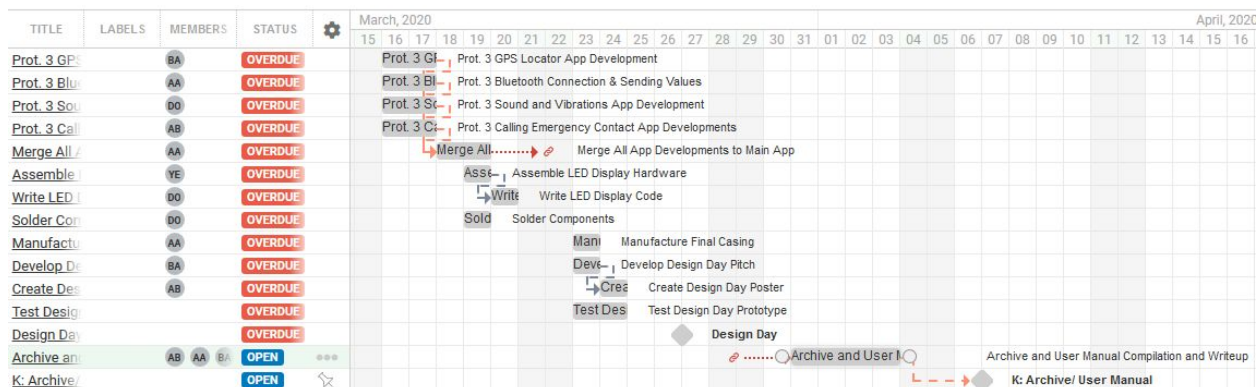 TITLE LABELS MEMBERS STATUS March, 2020 April, 2020
15 16 17 18 19 20 21 22 23 24 25 26 27 28 29 30 31 01 02 03 04 05 06 07 08 09 10 11 12 13 14 15 16
Prot. 3 GPS BA OVERDUE Prot. 3 GPS Locator App Development
Prot. 3 Blu AA OVERDUE Prot. 3 Bl Prot. 3 Bluetooth Connection & Sending Values
Prot. 3 Sou DO OVERDUE Prot. 3 So Prot. 3 Sound and Vibrations App Development
Prot. 3 Call AB OVERDUE Prot. 3 Ca Prot. 3 Calling Emergency Contact App Developments
Merge All AA OVERDUE Merge All Merge All App Developments to Main App
Assemble YE OVERDUE Asse Assemble LED Display Hardware
Write LED DO OVERDUE Write Write LED Display Code
Solder Con DO OVERDUE Sold Solder Components
Manufactu AA OVERDUE Manu Manufacture Final Casing
Develop De BA OVERDUE Deve Develop Design Day Pitch
Create Des AB OVERDUE Crea Create Design Day Poster
Test Desig OVERDUE Test Des Test Design Day Prototype
Design Day OVERDUE Design Day
Archive an AB AA BA OPEN Archive and User M Archive and User Manual Compilation and Writeup
K: Archive/ OPEN K: Archive/ User Manual